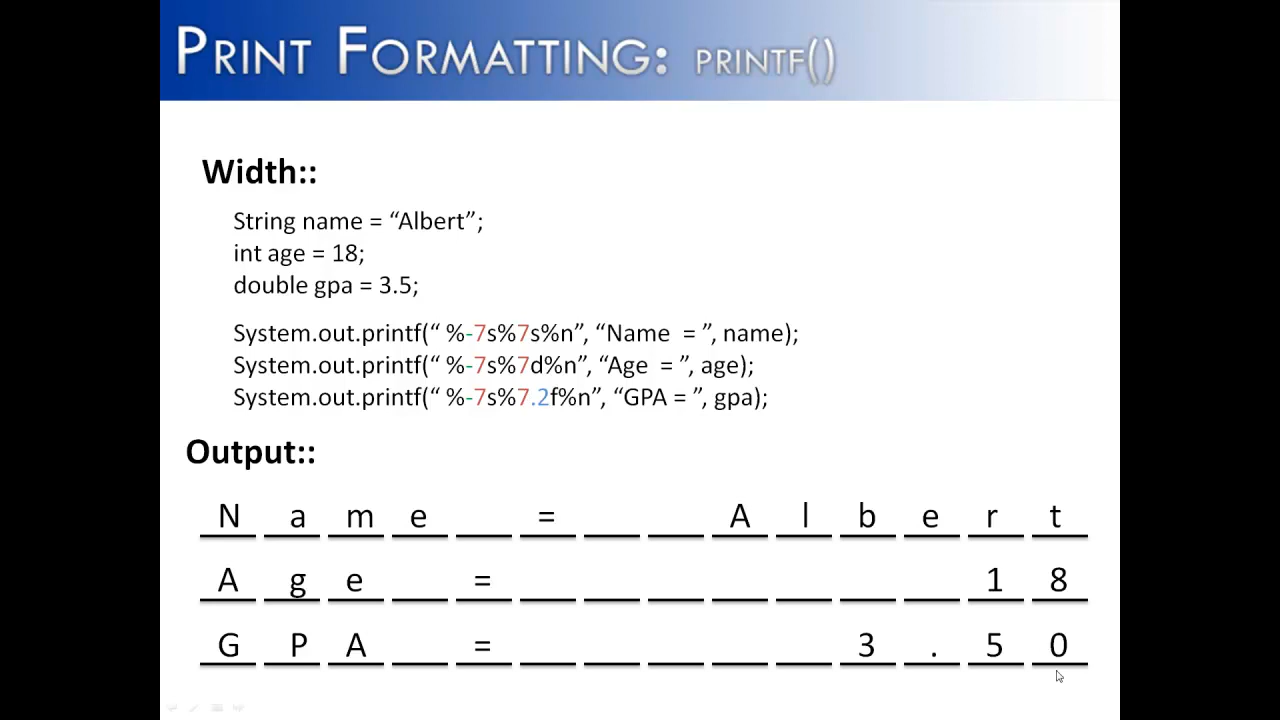 PRINT FORMATTING: PRINTF()
Width::
String name = “Albert”;
int age = 18;
double gpa = 3.5;
System.out.printf(“ %-7s%7s%n”, “Name  = ”, name);
System.out.printf(“ %-7s%7d%n”, “Age  = ”, age);
System.out.printf(“ %-7s%7.2f%n”, “GPA = ”, gpa);
Output::
N a m e   = A l b e r t
A g e   = 1 8
G P A   = 3 . 5 0